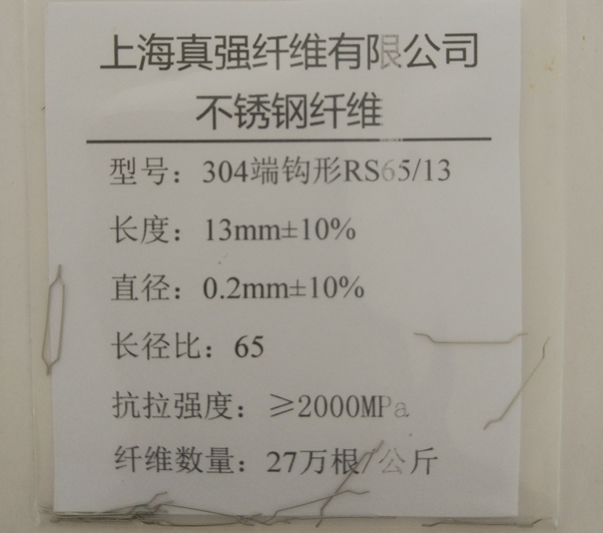 上海真强纤维有限公司
不锈钢纤维
型号：304端钩形RS65/13
长度：13mm±10%
直径：0.2mm±10%
长径比：65
抗拉强度：≥2000MPa
纤维数量：27万根/公斤